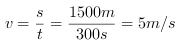 v = s/t = 1500m/300s = 5m/s